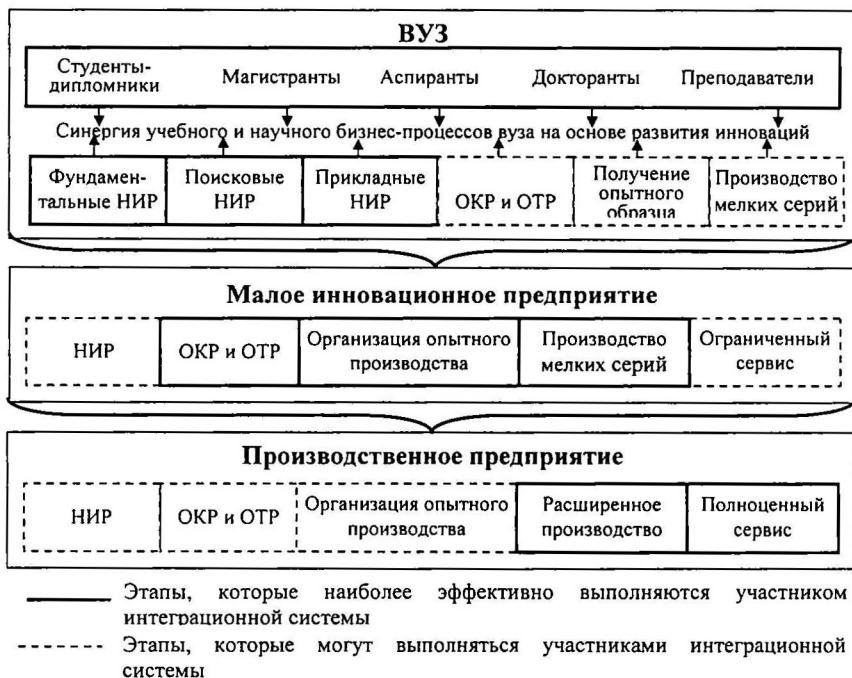 ВУЗ
Студенты-
дипломники
Магистранты
Аспиранты
Докторанты
Преподаватели
Синергия учебного и научного бизнес-процессов вуза на основе развития инноваций
Фундамен-
тальные НИР
Поисковые
НИР
Прикладные
НИР
ОКР и ОТР
Получение
опытного
образца
Производство
мелких серий
Малое инновационное предприятие
НИР
ОКР и ОТР
Организация опытного
производства
Производство
мелких серий
Ограниченный
сервис
Производственное предприятие
НИР
ОКР и ОТР
Организация опытного
производства
Расширенное
производство
Полноценный
сервис
Этапы, которые наиболее эффективно выполняются участником
интеграционной системы
Этапы, которые могут выполняться участниками интеграционной
системы